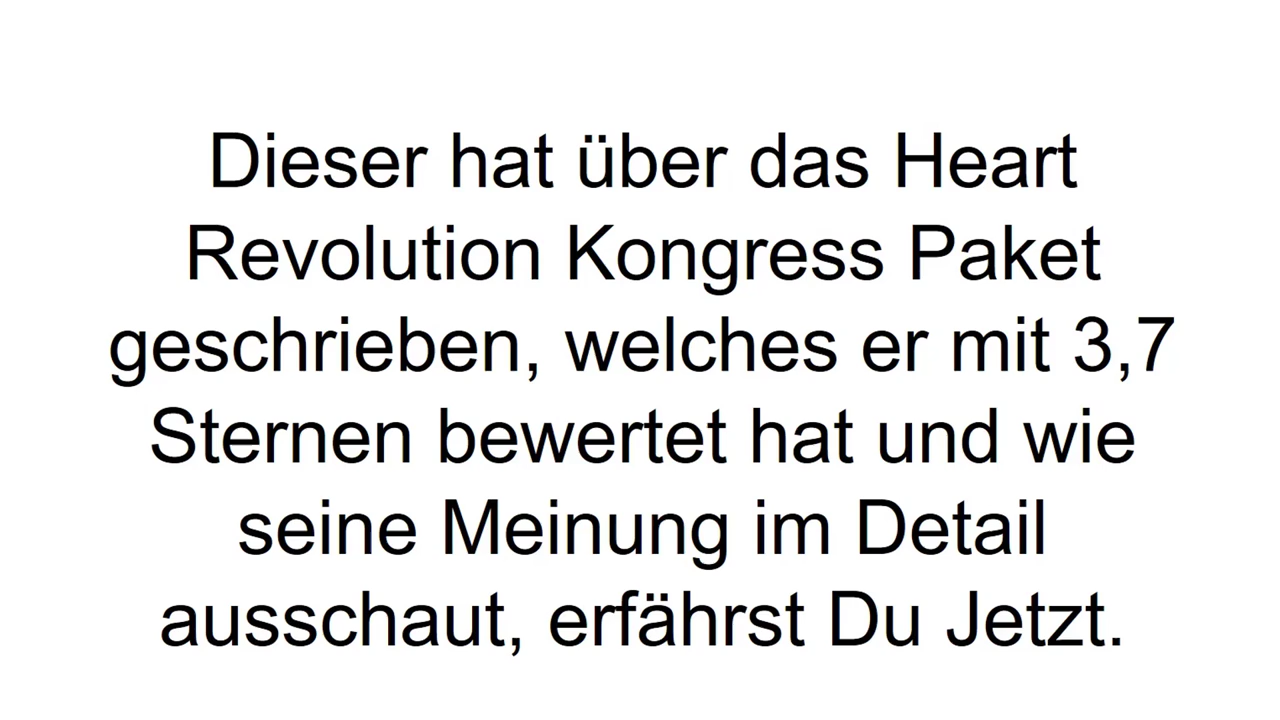 Dieser hat über das Heart
Revolution Kongress Paket
geschrieben, welches er mit 3,7
Sternen bewertet hat und wie
seine Meinung im Detail
ausschaut, erfährst Du Jetzt.